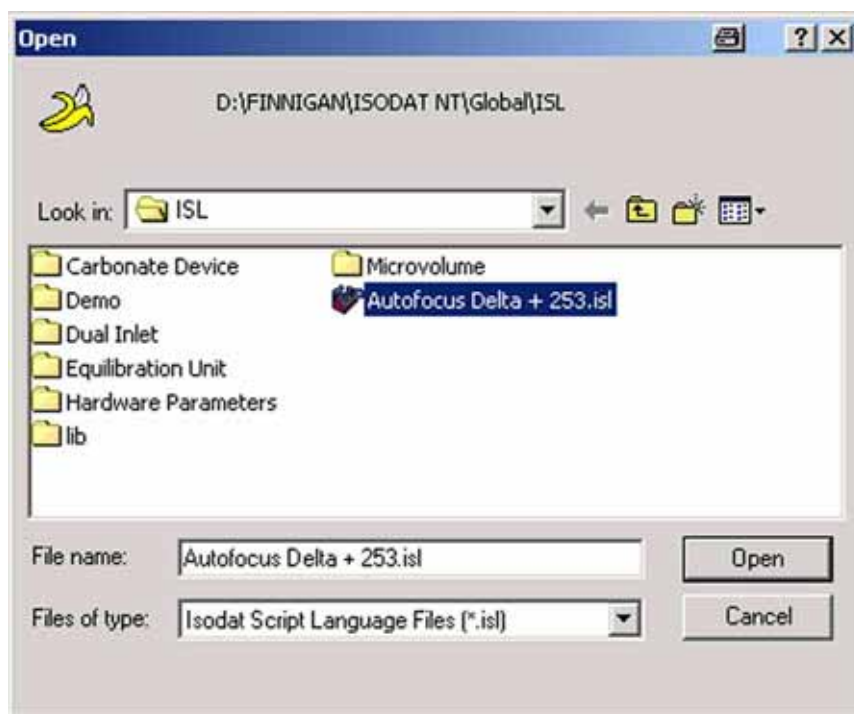 Open
D:\FINNIGAN\ISODAT NT\Global\ISL
Look in: ISL
Carbonate Device
Demo
Dual Inlet
Equilibration Unit
Hardware Parameters
lib
Microvolume
Autofocus Delta + 253.isl
File name: Autofocus Delta + 253.isl
Open
Files of type: Isodat Script Language Files (*.isl)
Cancel